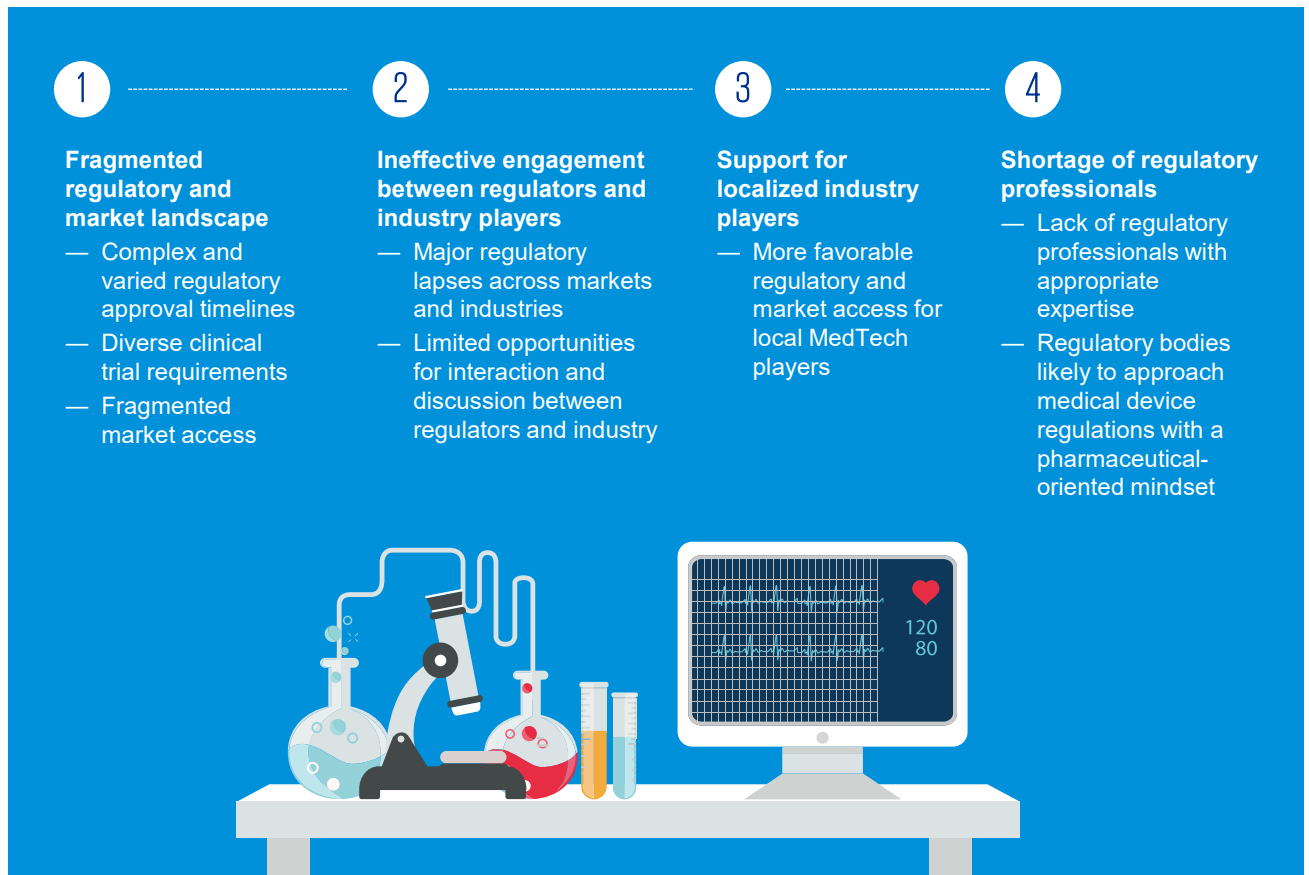 1
Fragmented
regulatory and
market landscape
— Complex and
varied regulatory
approval timelines
— Diverse clinical
trial requirements
— Fragmented
market access
2
Ineffective engagement
between regulators and
industry players
— Major regulatory
lapses across markets
and industries
— Limited opportunities
for interaction and
discussion between
regulators and industry
3
Support for
localized industry
players
— More favorable
regulatory and
market access for
local MedTech
players
4
Shortage of regulatory
professionals
— Lack of regulatory
professionals with
appropriate
expertise
— Regulatory bodies
likely to approach
medical device
regulations with a
pharmaceutical-
oriented mindset
120
80